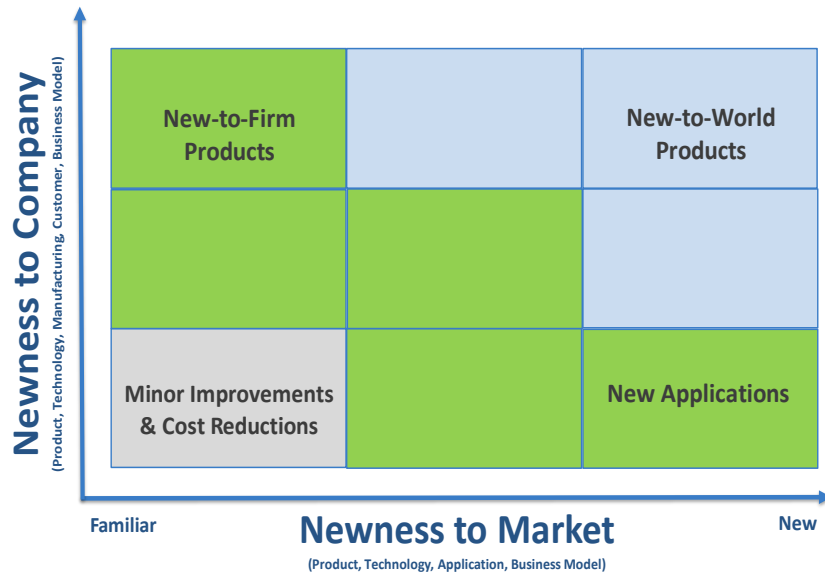 Newness to Company
(Product, Technology, Manufacturing, Customer, Business Model)
New-to-Firm
Products
New-to-World
Products
Minor Improvements
& Cost Reductions
New Applications
Familiar
Newness to Market
New
(Product, Technology, Application, Business Model)